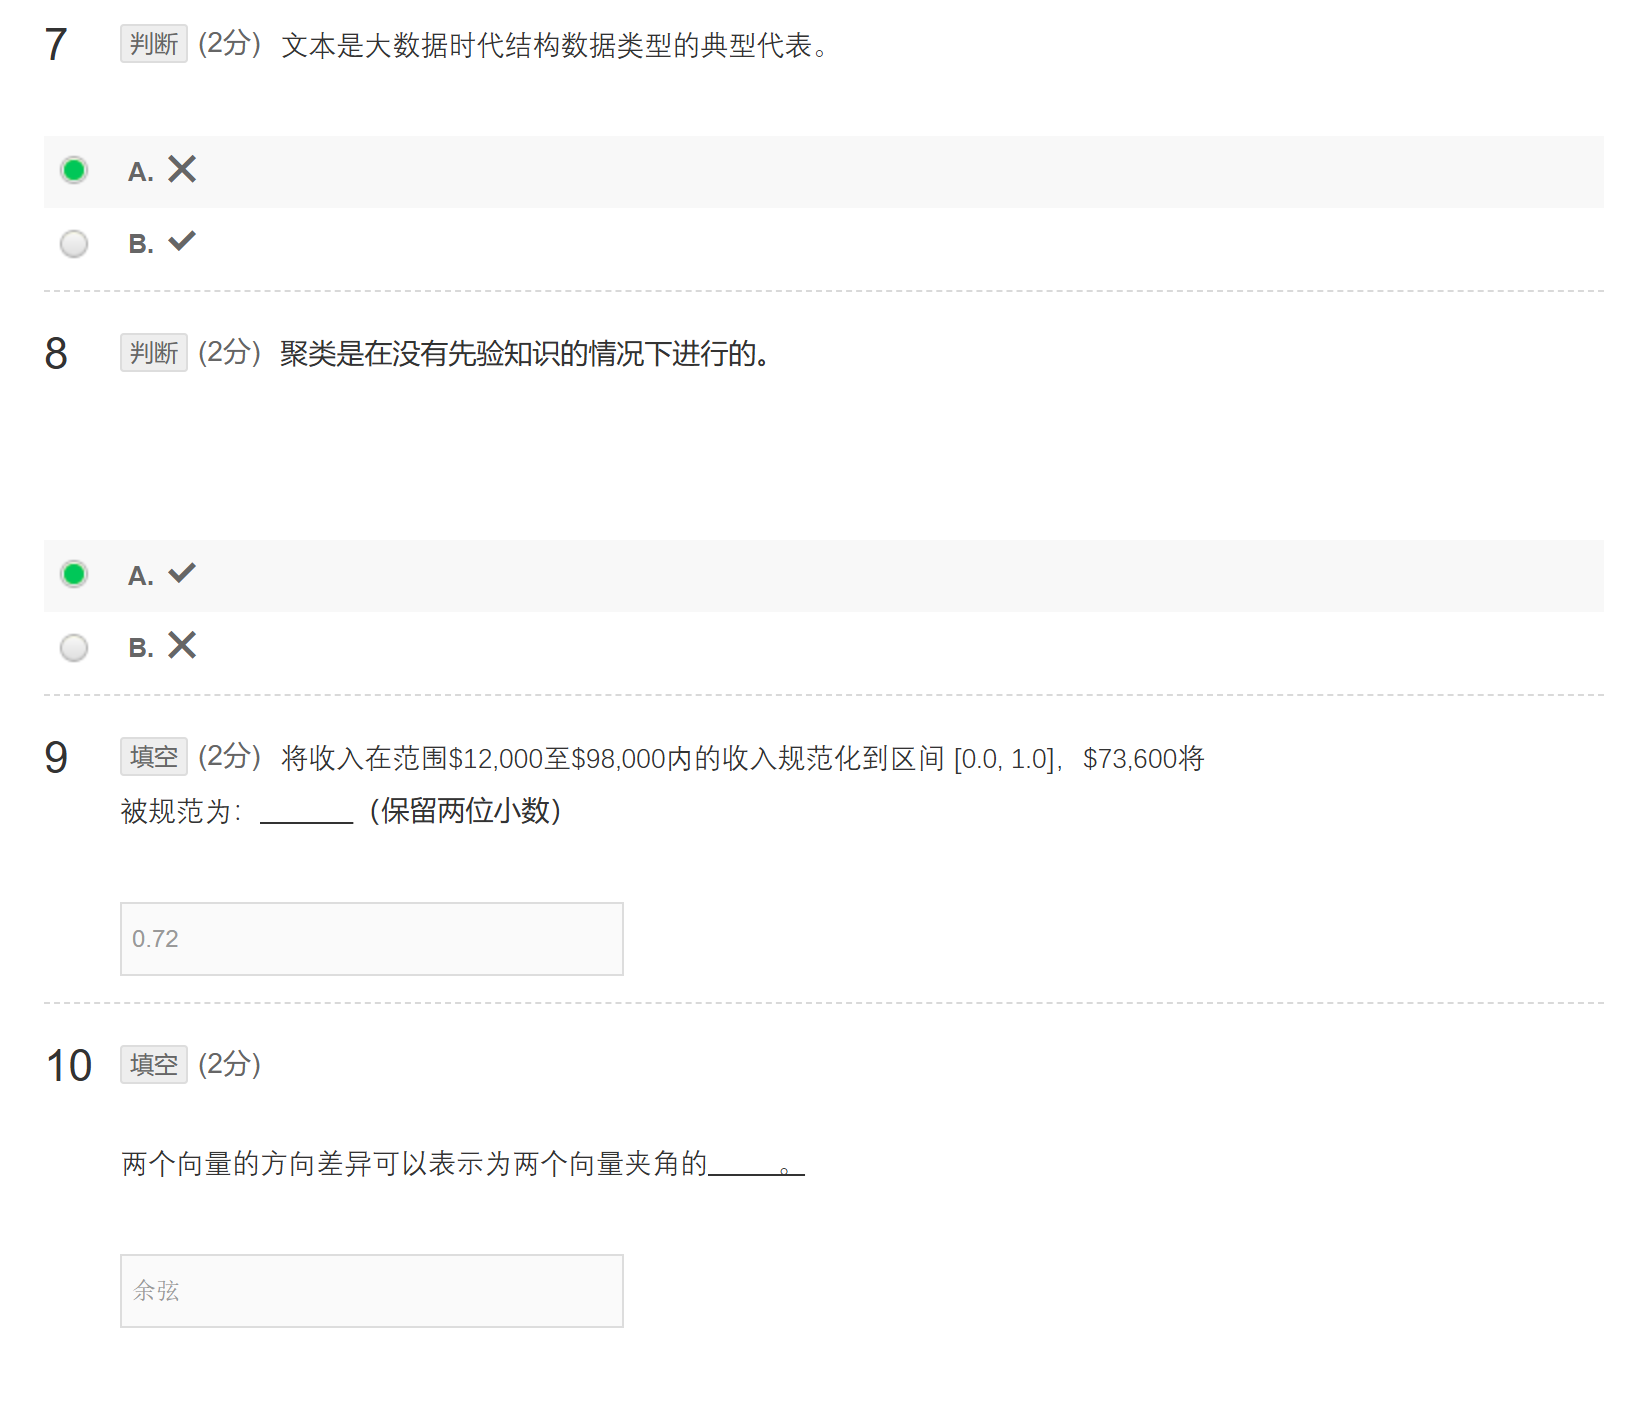 7 判断 (2分) 文本是大数据时代结构数据类型的典型代表。
A. ✕
B. ✓
8 判断 (2分) 聚类是在没有先验知识的情况下进行的。
A. ✓
B. ✕
9 填空 (2分) 将收入在范围$12,000至$98,000内的收入规范化到区间 [0.0, 1.0]，$73,600将
被规范为：______（保留两位小数）
0.72
10 填空 (2分)
两个向量的方向差异可以表示为两个向量夹角的_____。
余弦